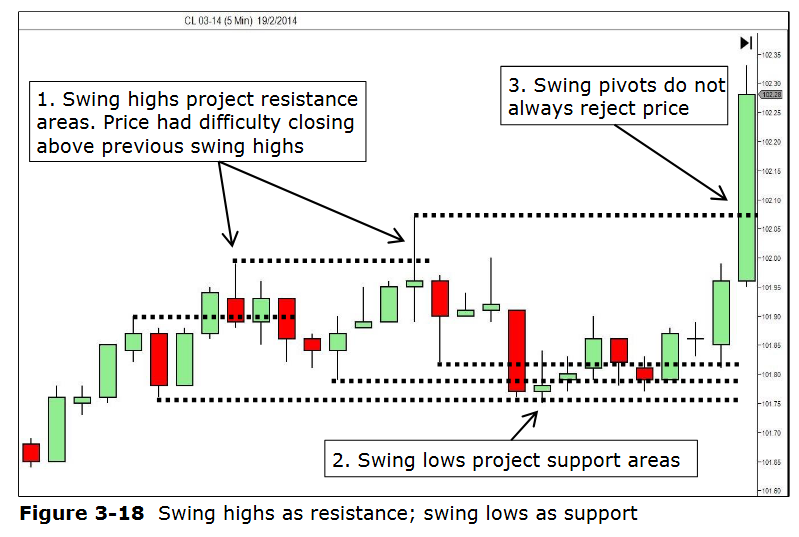 CL 03-14 (5 Min)  19/2/2014
1. Swing highs project resistance
areas. Price had difficulty closing
above previous swing highs
3. Swing pivots do not
always reject price
102.35
102.30
102.28
102.25
102.20
102.15
102.10
102.05
102.00
101.95
101.90
101.85
101.80
101.75
101.70
101.65
101.60
2. Swing lows project support areas
Figure 3-18  Swing highs as resistance; swing lows as support